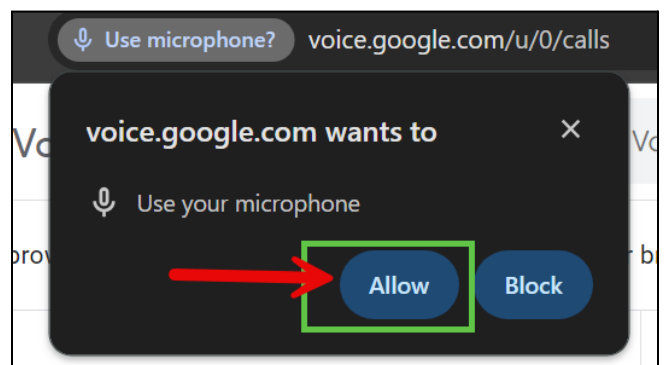 Use microphone? voice.google.com/u/0/calls
voice.google.com wants to
Use your microphone
Allow Block